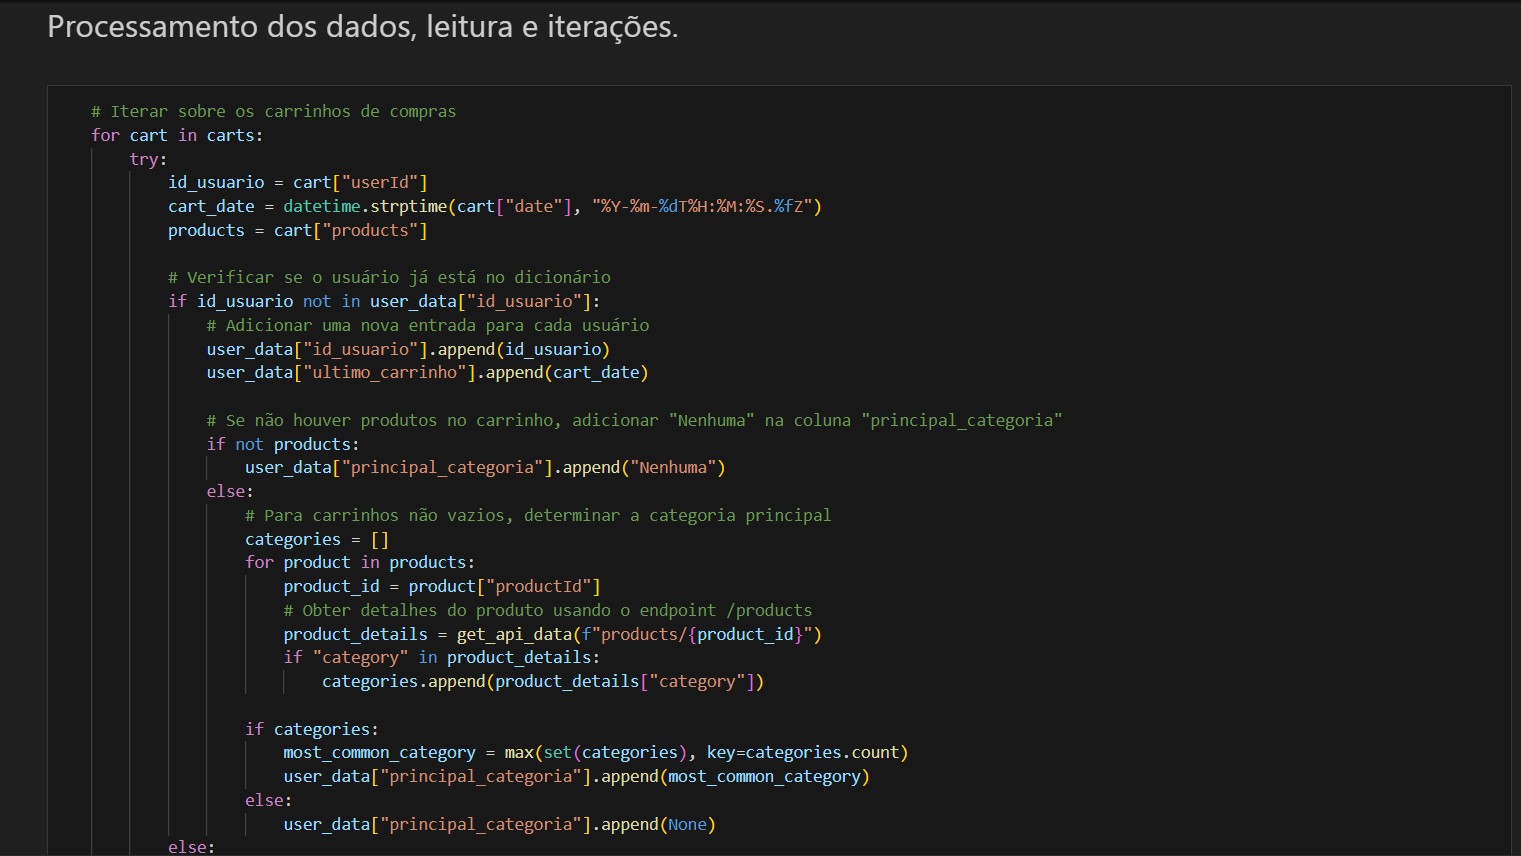 Processamento dos dados, leitura e iterações.
# Iterar sobre os carrinhos de compras
for cart in carts:
try:
id_usuario = cart["userId"]
cart_date = datetime.strptime(cart["date"], "%Y-%m-%dT%H:%M:%S.%fZ")
products = cart["products"]
# Verificar se o usuário já está no dicionário
if id_usuario not in user_data["id_usuario"]:
# Adicionar uma nova entrada para cada usuário
user_data["id_usuario"].append(id_usuario)
user_data["ultimo_carrinho"].append(cart_date)
# Se não houver produtos no carrinho, adicionar "Nenhuma" na coluna "principal_categoria"
if not products:
user_data["principal_categoria"].append("Nenhuma")
else:
# Para carrinhos não vazios, determinar a categoria principal
categories = []
for product in products:
product_id = product["productId"]
# Obter detalhes do produto usando o endpoint /products
product_details = get_api_data(f"products/{product_id}")
if "category" in product_details:
categories.append(product_details["category"])
if categories:
most_common_category = max(set(categories), key=categories.count)
user_data["principal_categoria"].append(most_common_category)
else:
user_data["principal_categoria"].append(None)
else: